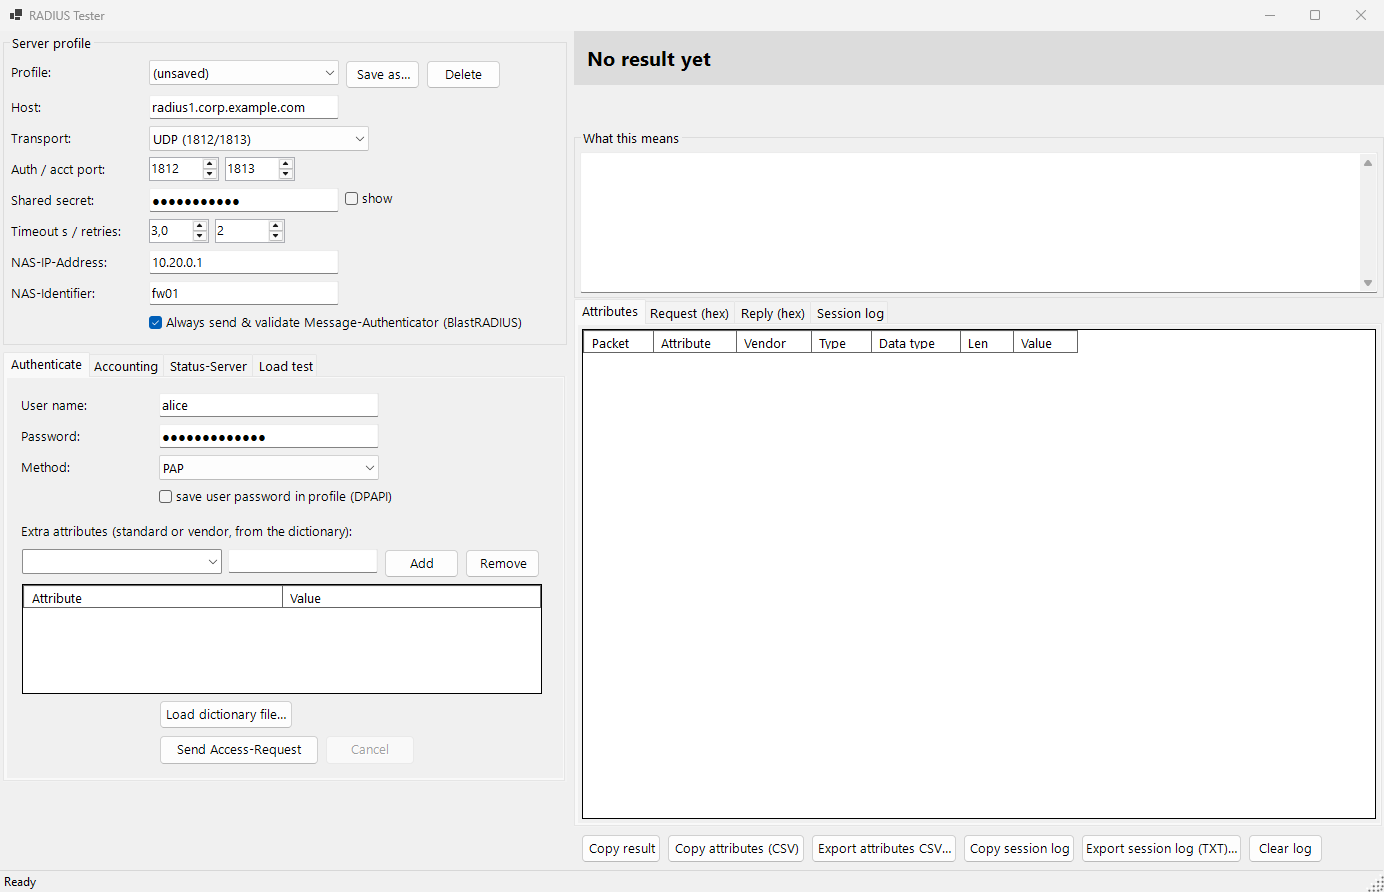 RADIUS Tester
Server profile
Profile: (unsaved) Save as... Delete
Host: radius1.corp.example.com
Transport: UDP (1812/1813)
Auth / acct port: 1812 1813
Shared secret: ●●●●●●●●●●● show
Timeout s / retries: 3,0 2
NAS-IP-Address: 10.20.0.1
NAS-Identifier: fw01
Always send & validate Message-Authenticator (BlastRADIUS)
Authenticate Accounting Status-Server Load test
User name: alice
Password: ●●●●●●●●●●●●●
Method: PAP
save user password in profile (DPAPI)
Extra attributes (standard or vendor, from the dictionary):
Add Remove
Attribute Value
Load dictionary file...
Send Access-Request Cancel
No result yet
What this means
Attributes Request (hex) Reply (hex) Session log
Packet Attribute Vendor Type Data type Len Value
Copy result Copy attributes (CSV) Export attributes CSV... Copy session log Export session log (TXT)... Clear log
Ready